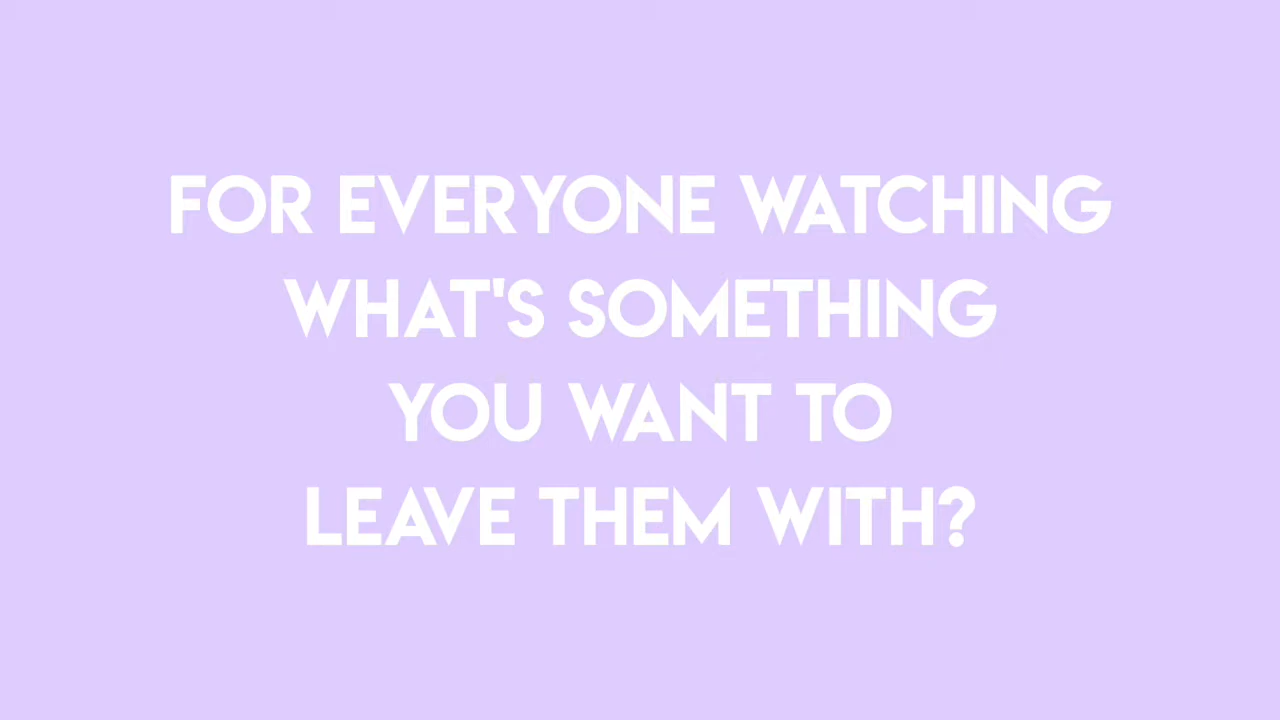 FOR EVERYONE WATCHING
WHAT'S SOMETHING
YOU WANT TO
LEAVE THEM WITH?